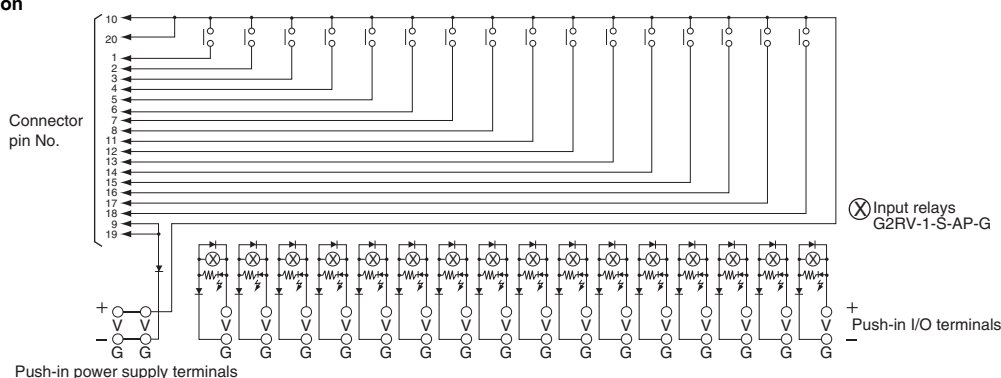 on
10
20
1
2
3
4
5
6
7
8
11
12
13
14
15
16
17
18
9
19
Connector
pin No.
X Input relays
G2RV-1-S-AP-G
X X X X X X X X X X X X X X X X
+ +
V V V V V V V V V V V V V V V V V V
Push-in I/O terminals
− −
G G G G G G G G G G G G G G G G G G
Push-in power supply terminals